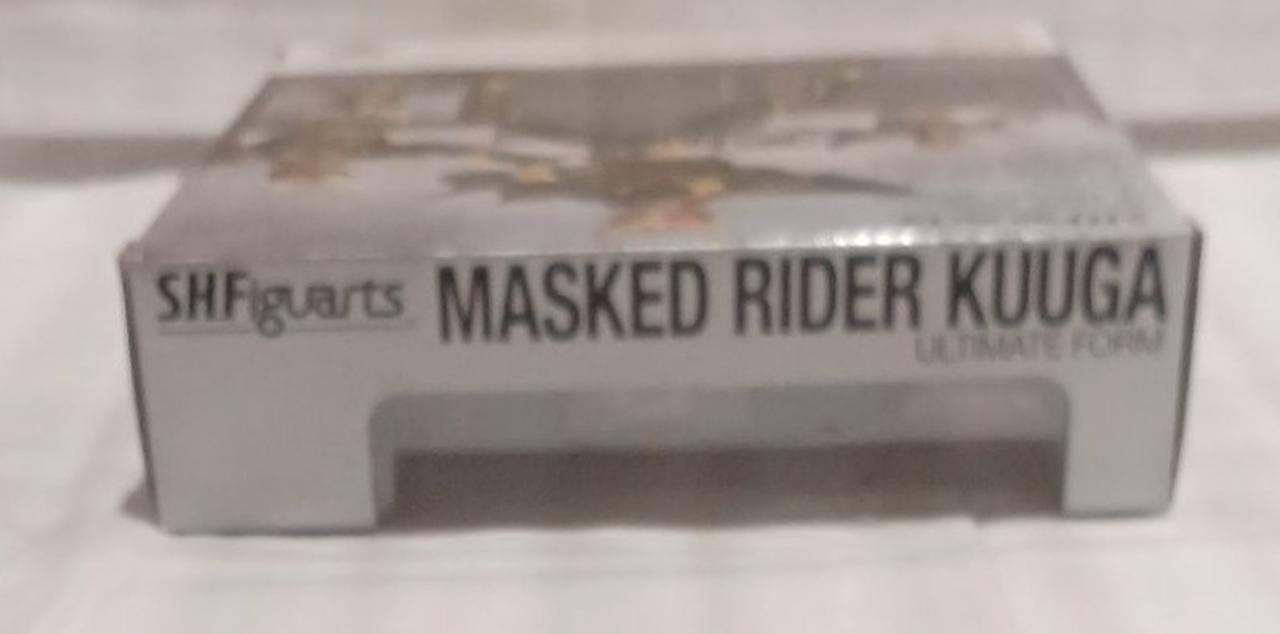 SHFiguarts MASKED RIDER KUUGA
ULTIMATE FORM